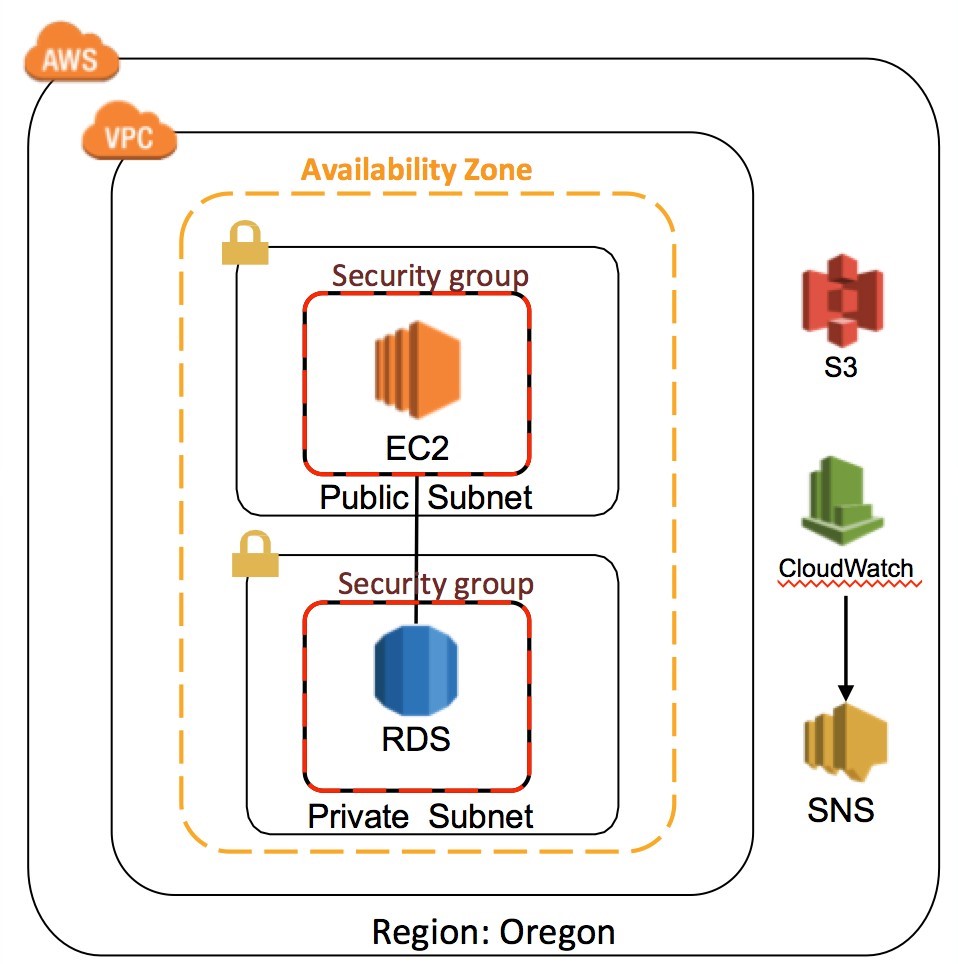 AWS
VPC
Availability Zone
Security group
EC2
Public Subnet
Security group
RDS
Private Subnet
S3
CloudWatch
SNS
Region: Oregon